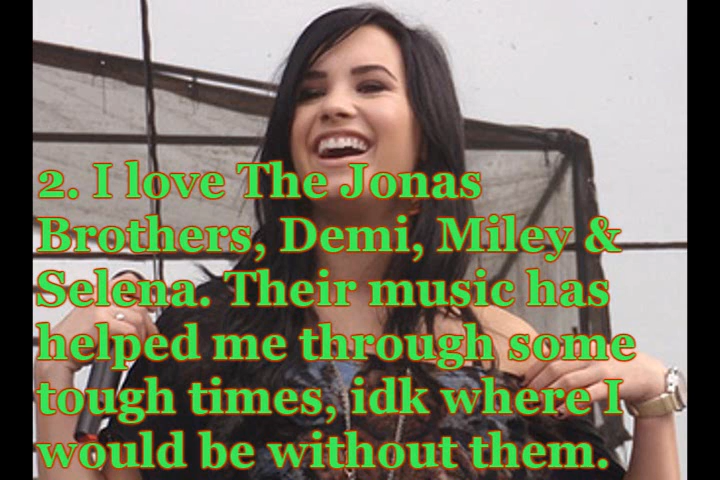 2. I love The Jonas
Brothers, Demi, Miley &
Selena. Their music has
helped me through some
tough times, idk where I
would be without them.